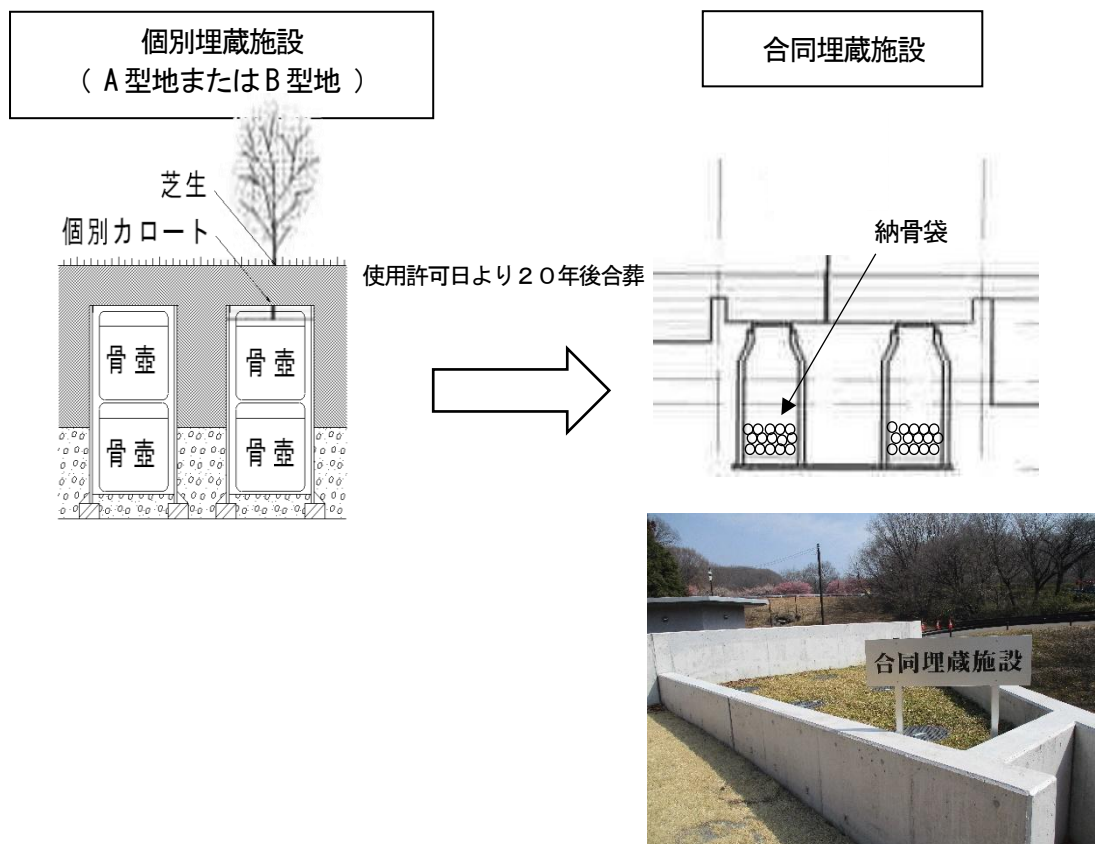 個別埋蔵施設
（ A型地またはB型地 ）
合同埋蔵施設
芝生
個別カロート
骨壺
骨壺
骨壺
骨壺
使用許可日より２０年後合葬
納骨袋
合同埋蔵施設